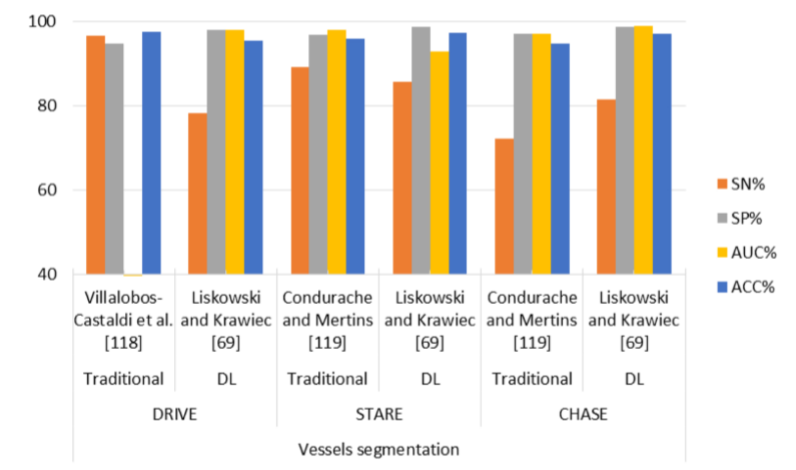 100
80
60
40
Villalobos-
Castaldi et al.
[118]
Liskowski
and Krawiec
[69]
Condurache
and Mertins
[119]
Liskowski
and Krawiec
[69]
Condurache
and Mertins
[119]
Liskowski
and Krawiec
[69]
Traditional
DL
Traditional
DL
Traditional
DL
DRIVE
STARE
CHASE
Vessels segmentation
SN%
SP%
AUC%
ACC%